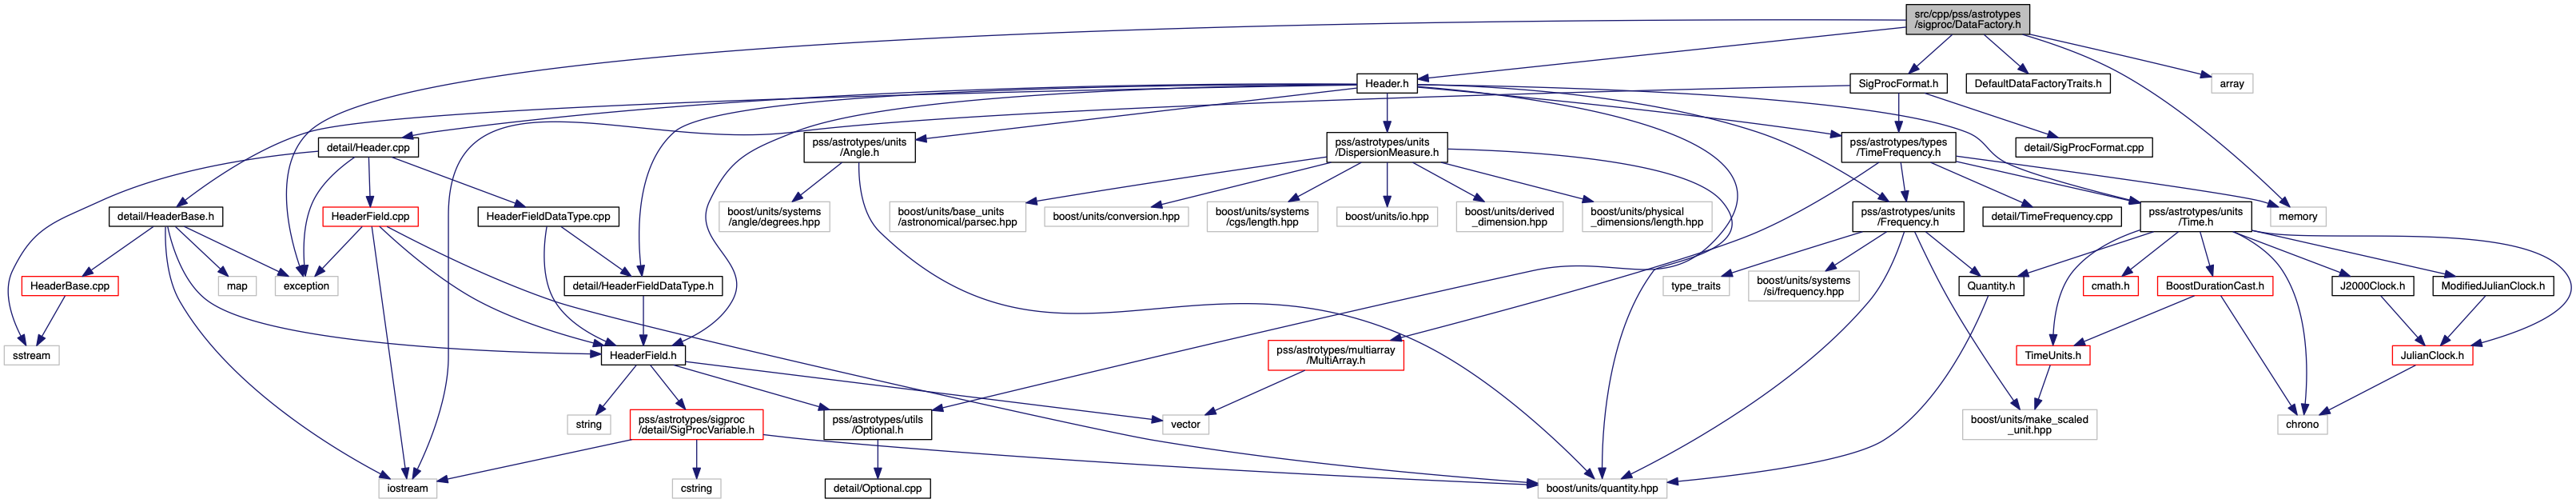 src/cpp/pss/astrotypes
/sigproc/DataFactory.h
Header.h
SigProcFormat.h
DefaultDataFactoryTraits.h
array
detail/Header.cpp
pss/astrotypes/units
/Angle.h
pss/astrotypes/units
/DispersionMeasure.h
pss/astrotypes/types
/TimeFrequency.h
detail/SigProcFormat.cpp
detail/HeaderBase.h
HeaderField.cpp
HeaderFieldDataType.cpp
boost/units/systems
/angle/degrees.hpp
boost/units/base_units
/astronomical/parsec.hpp
boost/units/conversion.hpp
boost/units/systems
/cgs/length.hpp
boost/units/io.hpp
boost/units/derived
_dimension.hpp
boost/units/physical
_dimensions/length.hpp
pss/astrotypes/units
/Frequency.h
detail/TimeFrequency.cpp
pss/astrotypes/units
/Time.h
memory
HeaderBase.cpp
map
exception
detail/HeaderFieldDataType.h
type_traits
boost/units/systems
/si/frequency.hpp
Quantity.h
cmath.h
BoostDurationCast.h
J2000Clock.h
ModifiedJulianClock.h
sstream
HeaderField.h
pss/astrotypes/multiarray
/MultiArray.h
TimeUnits.h
JulianClock.h
string
pss/astrotypes/sigproc
/detail/SigProcVariable.h
pss/astrotypes/utils
/Optional.h
vector
boost/units/make_scaled
_unit.hpp
chrono
iostream
cstring
detail/Optional.cpp
boost/units/quantity.hpp